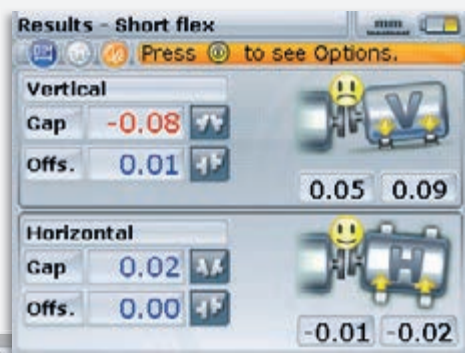 Results - Short flex
mm
Press @ to see Options.
Vertical
Gap -0.08
Offs. 0.01
V
0.05 0.09
Horizontal
Gap 0.02
Offs. 0.00
H
-0.01 -0.02